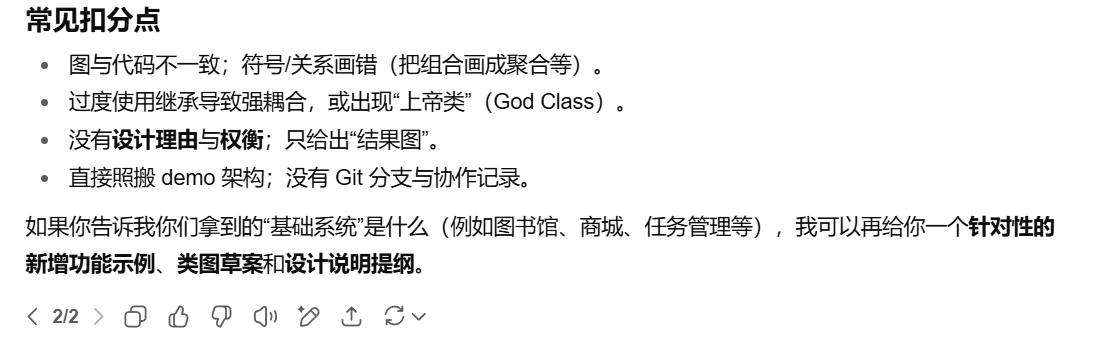 常见扣分点
图与代码不一致；符号/关系画错（把组合画成聚合等）。
过度使用继承导致强耦合，或出现“上帝类”（God Class）。
没有设计理由与权衡；只给出“结果图”。
直接照搬 demo 架构；没有 Git 分支与协作记录。
如果你告诉我你们拿到的“基础系统”是什么（例如图书馆、商城、任务管理等），我可以再给你一个针对性的
新增功能示例、类图草案和设计说明提纲。
2/2